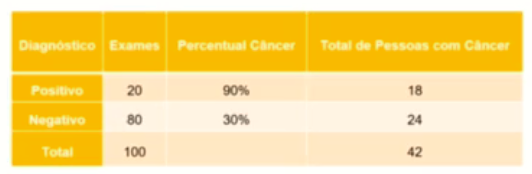 Diagnóstico Exames Percentual Câncer Total de Pessoas com Câncer
Positivo 20 90% 18
Negativo 80 30% 24
Total 100 42